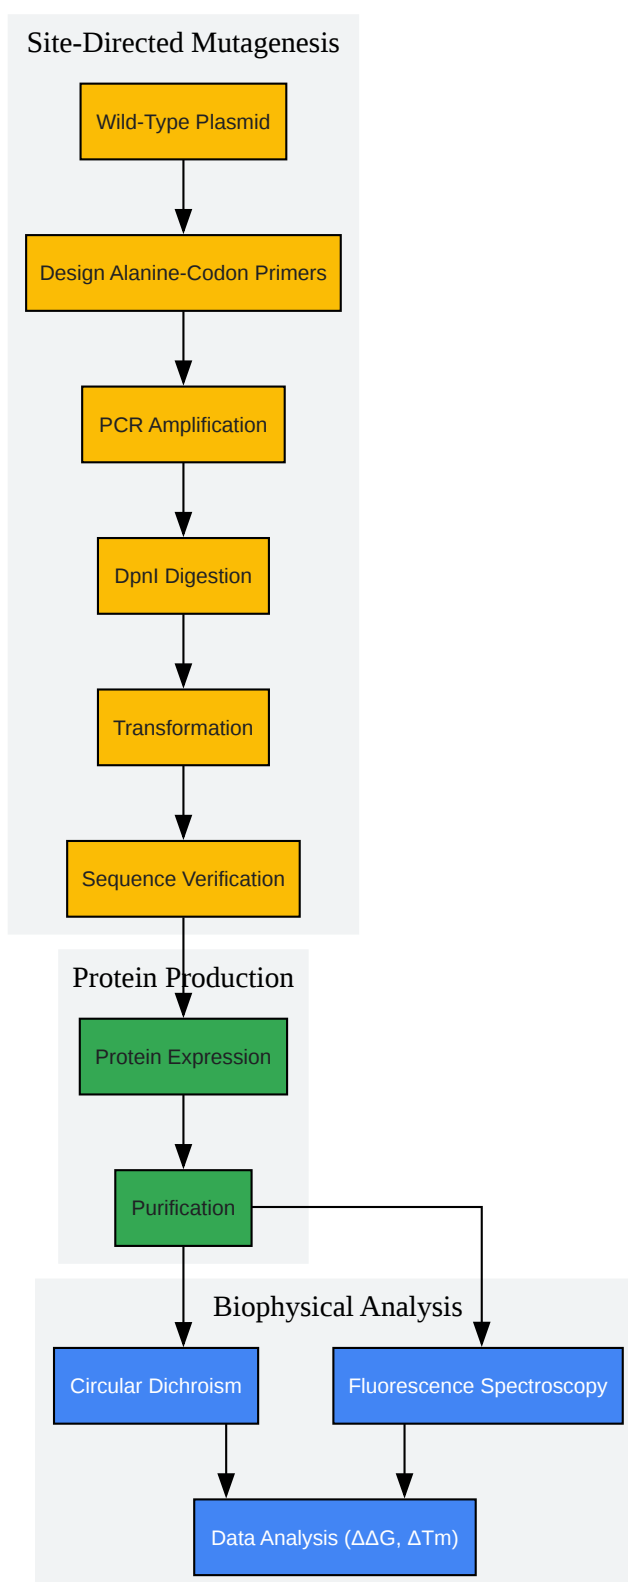 Site-Directed Mutagenesis
Wild-Type Plasmid
Design Alanine-Codon Primers
PCR Amplification
DpnI Digestion
Transformation
Sequence Verification
Protein Production
Protein Expression
Purification
Biophysical Analysis
Circular Dichroism
Fluorescence Spectroscopy
Data Analysis (ΔΔG, ΔTm)